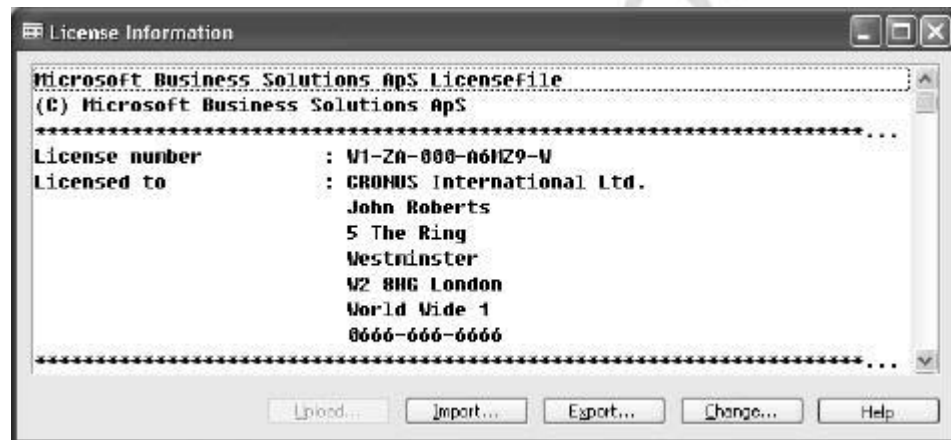 License Information
Microsoft Business Solutions ApS Licensefile
(C) Microsoft Business Solutions ApS
*******************************************************************...
License number : W1-ZA-000-A6MZ9-W
Licensed to : CRONUS International Ltd.
John Roberts
5 The Ring
Westminster
W2 8HG London
World Wide 1
0666-666-6666
*******************************************************************...
Upload... Import... Export... Change... Help